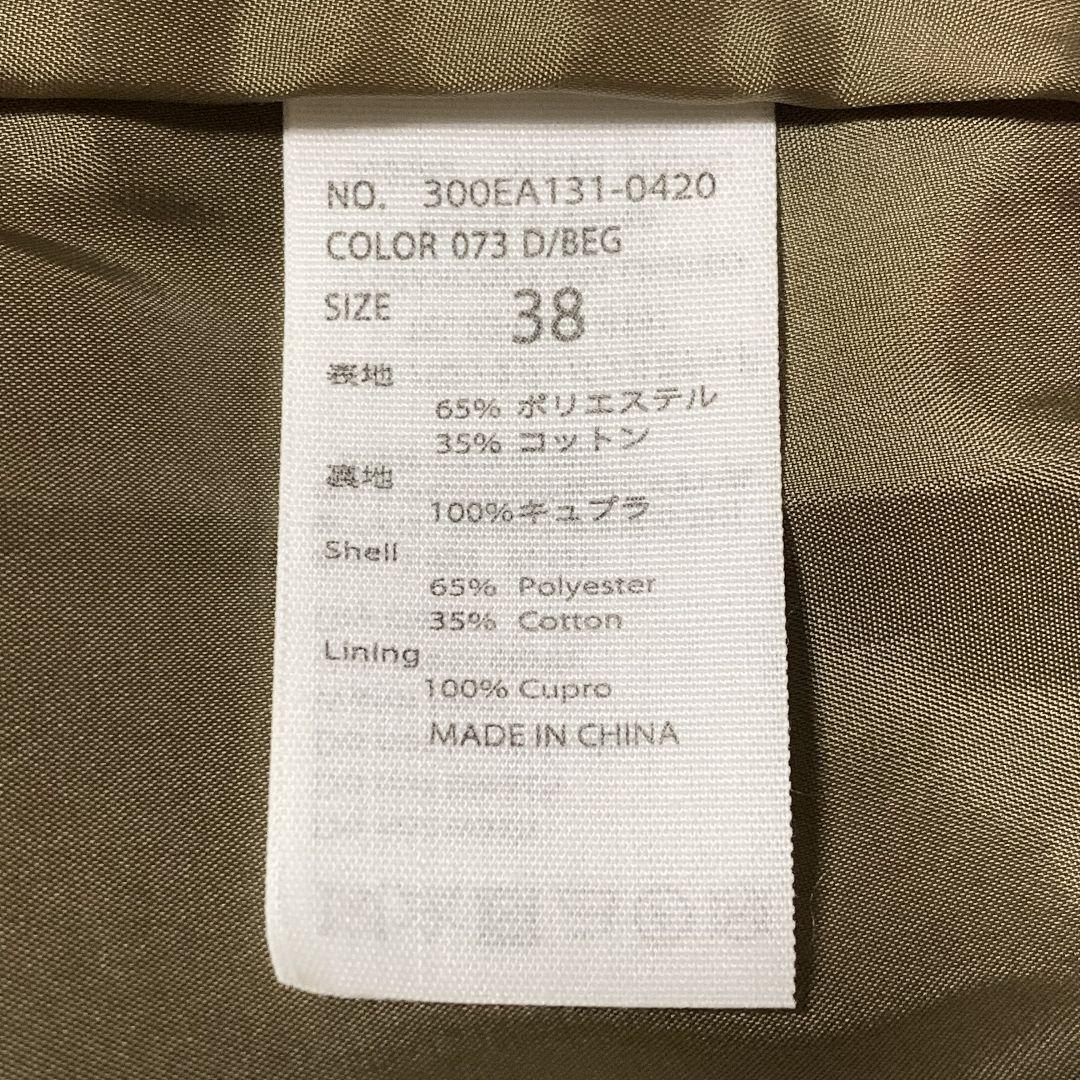 NO. 300EA131-0420
COLOR 073 D/BEG
SIZE 38
表地
65% ポリエステル
35% コットン
裏地
100%キュプラ
Shell
65% Polyester
35% Cotton
Lining
100% Cupro
MADE IN CHINA